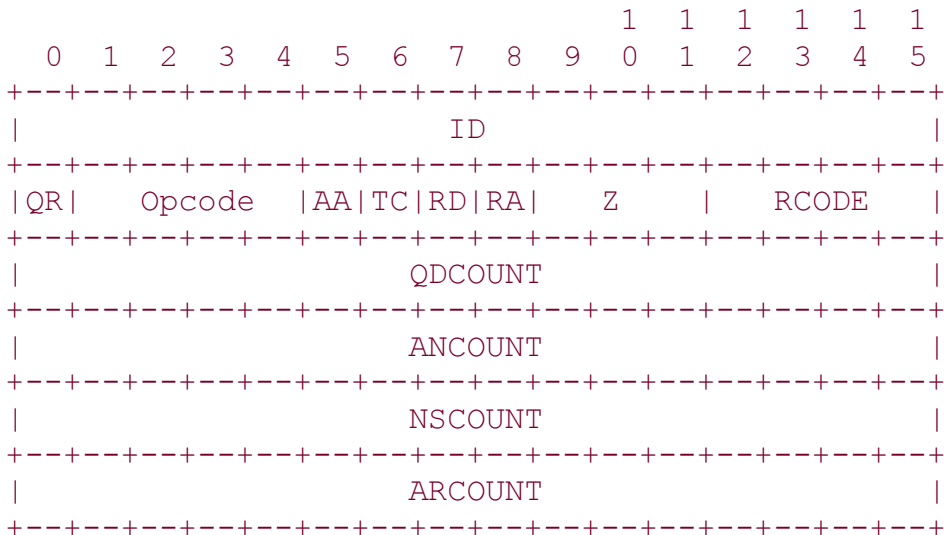 1  1  1  1  1  1
  0  1  2  3  4  5  6  7  8  9  0  1  2  3  4  5
+--+--+--+--+--+--+--+--+--+--+--+--+--+--+--+--+
|                      ID                       |
+--+--+--+--+--+--+--+--+--+--+--+--+--+--+--+--+
|QR|   Opcode  |AA|TC|RD|RA|   Z    |   RCODE   |
+--+--+--+--+--+--+--+--+--+--+--+--+--+--+--+--+
|                    QDCOUNT                    |
+--+--+--+--+--+--+--+--+--+--+--+--+--+--+--+--+
|                    ANCOUNT                    |
+--+--+--+--+--+--+--+--+--+--+--+--+--+--+--+--+
|                    NSCOUNT                    |
+--+--+--+--+--+--+--+--+--+--+--+--+--+--+--+--+
|                    ARCOUNT                    |
+--+--+--+--+--+--+--+--+--+--+--+--+--+--+--+--+